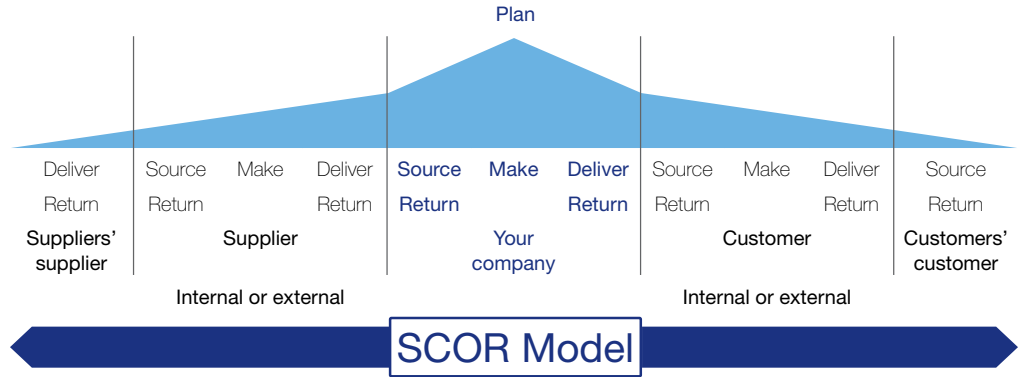 Plan
Deliver Source Make Deliver Source Make Deliver Source Make Deliver Source
Return Return Return Return Return Return Return Return
Suppliers’ Supplier Your Customer Customers’
supplier company customer
Internal or external Internal or external
SCOR Model